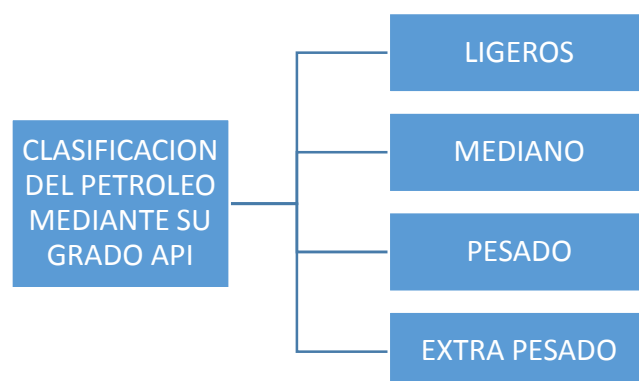 CLASIFICACION
DEL PETROLEO
MEDIANTE SU
GRADO API
LIGEROS
MEDIANO
PESADO
EXTRA PESADO